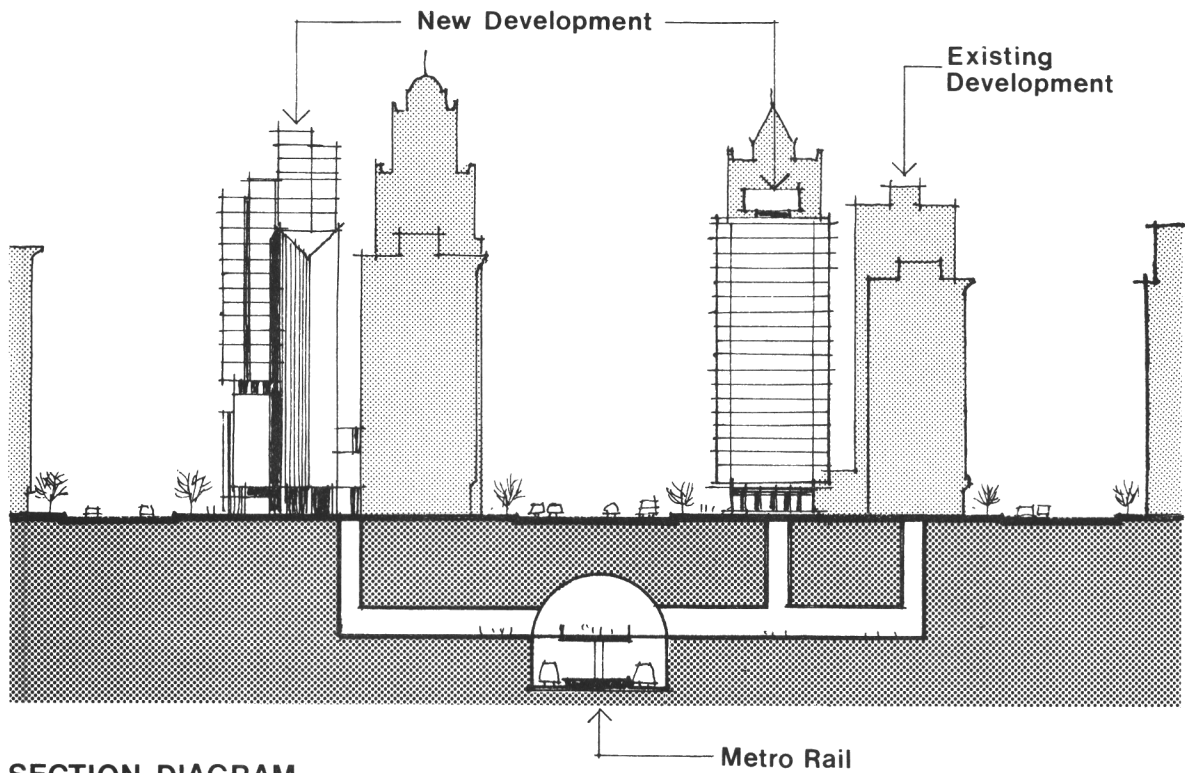 New Development
Existing
Development
Metro Rail
SECTION DIAGRAM